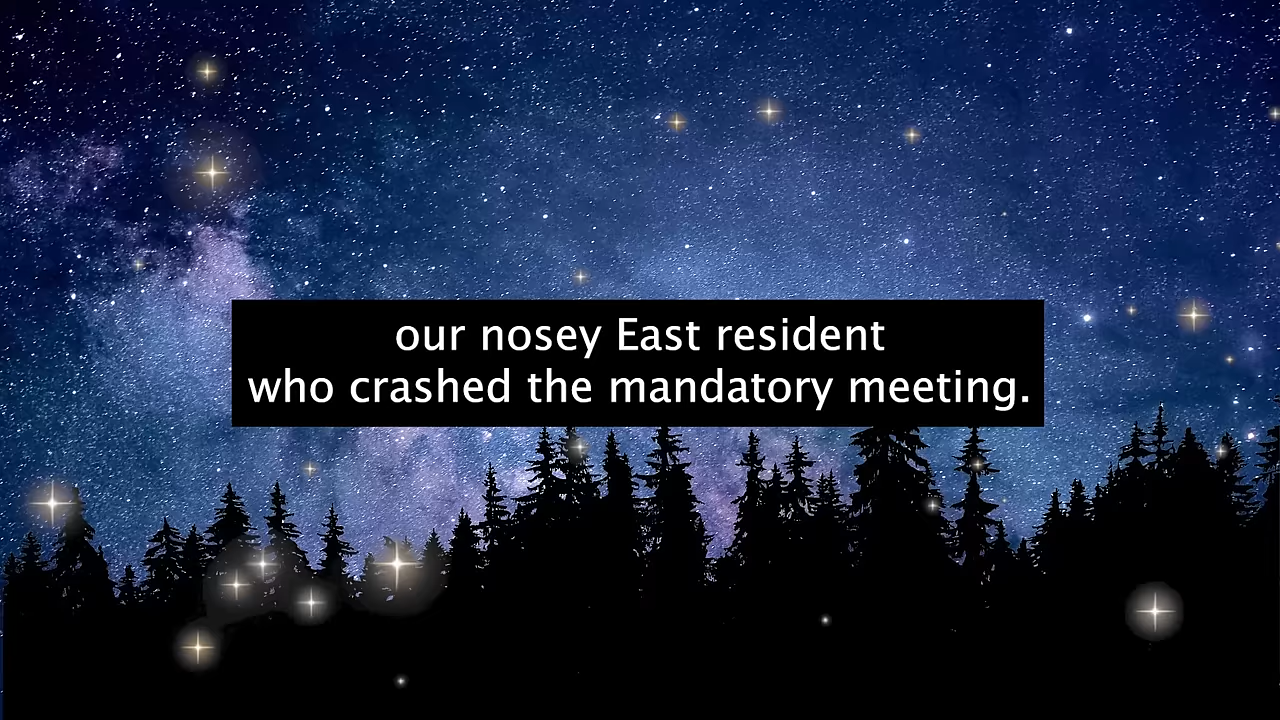 our nosey East resident
who crashed the mandatory meeting.